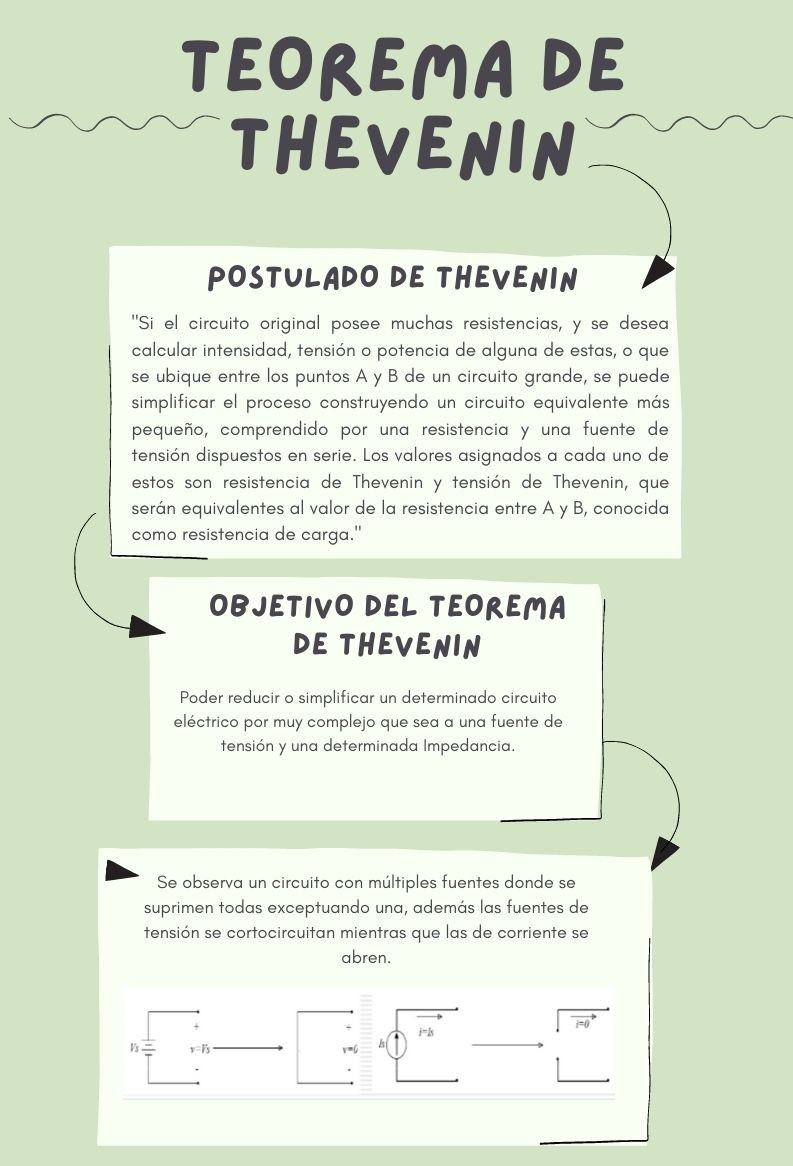 TEOREMA DE
THEVENIN
POSTULADO DE THEVENIN
"Si el circuito original posee muchas resistencias, y se desea
calcular intensidad, tensión o potencia de alguna de estas, o que
se ubique entre los puntos A y B de un circuito grande, se puede
simplificar el proceso construyendo un circuito equivalente más
pequeño, comprendido por una resistencia y una fuente de
tensión dispuestos en serie. Los valores asignados a cada uno de
estos son resistencia de Thevenin y tensión de Thevenin, que
serán equivalentes al valor de la resistencia entre A y B, conocida
como resistencia de carga."
OBJETIVO DEL TEOREMA
DE THEVENIN
Poder reducir o simplificar un determinado circuito
eléctrico por muy complejo que sea a una fuente de
tensión y una determinada Impedancia.
Se observa un circuito con múltiples fuentes donde se
suprimen todas exceptuando una, además las fuentes de
tensión se cortocircuitan mientras que las de corriente se
abren.
Vs + v=Vs -
+ v=0 -
Is i=Is
i=0